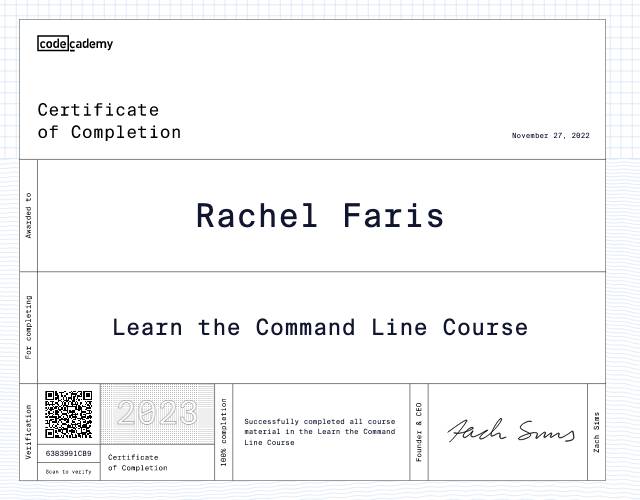 codecademy
Certificate
of Completion
November 27, 2022
Awarded to
Rachel Faris
For completing
Learn the Command Line Course
Verification
6383991CB9
Scan to verify
2023
Certificate
of Completion
100% completion
Successfully completed all course
material in the Learn the Command
Line Course
Founder & CEO
Zach Sims
Zach Sims